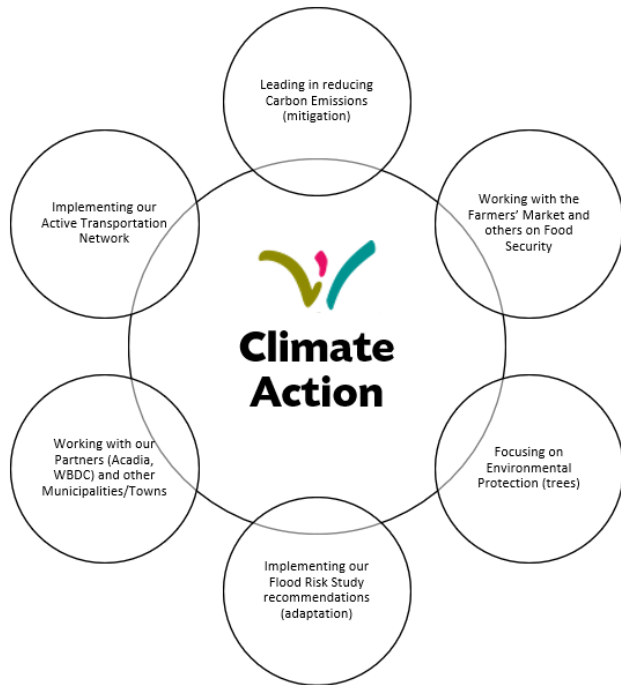 Leading in reducing
Carbon Emissions
(mitigation)
Implementing our
Active Transportation
Network
Working with the
Farmers’ Market and
others on Food
Security
Climate
Action
Working with our
Partners (Acadia,
WBDC) and other
Municipalities/Towns
Focusing on
Environmental
Protection (trees)
Implementing our
Flood Risk Study
recommendations
(adaptation)